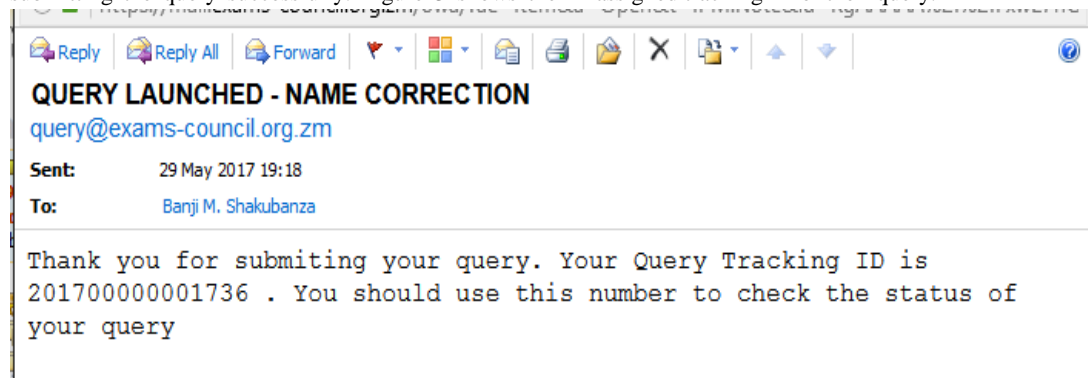 Reply Reply All Forward
QUERY LAUNCHED - NAME CORRECTION
query@exams-council.org.zm
Sent: 29 May 2017 19:18
To: Banji M. Shakubanza
Thank you for submiting your query. Your Query Tracking ID is
201700000001736 . You should use this number to check the status of
your query